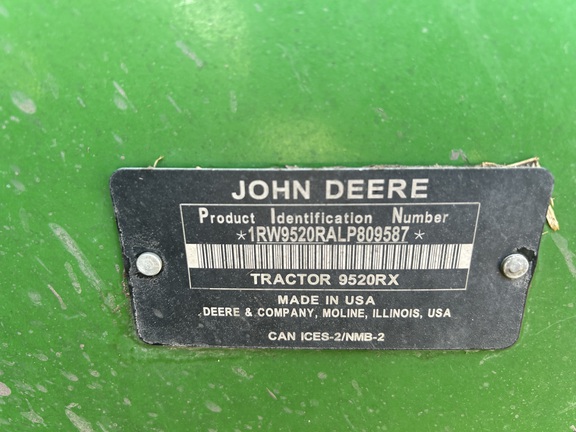 JOHN DEERE
Product Identification Number
*1RW9520RALP809587*
TRACTOR 9520RX
MADE IN USA
DEERE & COMPANY, MOLINE, ILLINOIS, USA
CAN ICES-2/NMB-2